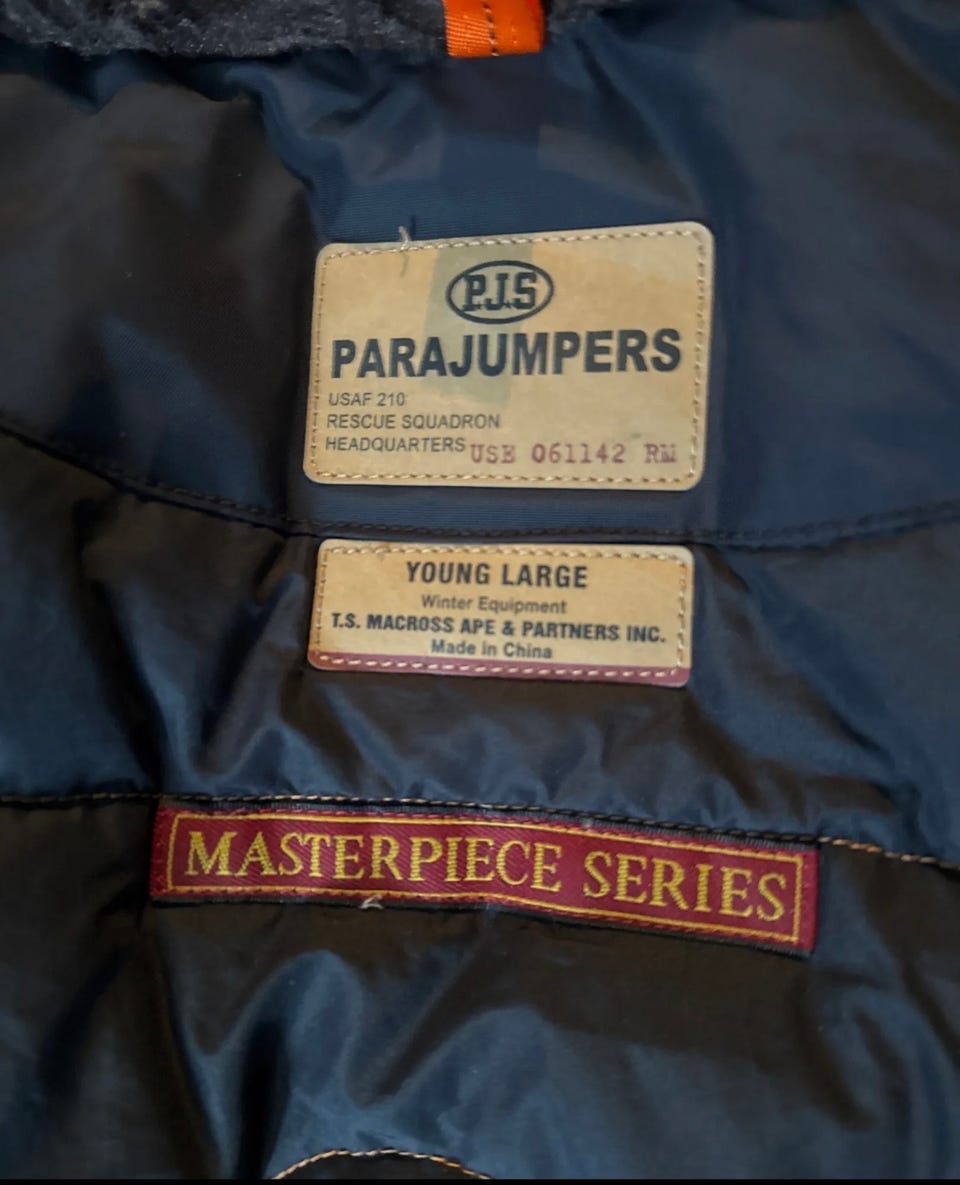 P.J.S
PARAJUMPERS
USAF 210
RESCUE SQUADRON
HEADQUARTERS USE 061142 RM
YOUNG LARGE
Winter Equipment
T.S. MACROSS APE & PARTNERS INC.
Made in China
MASTERPIECE SERIES